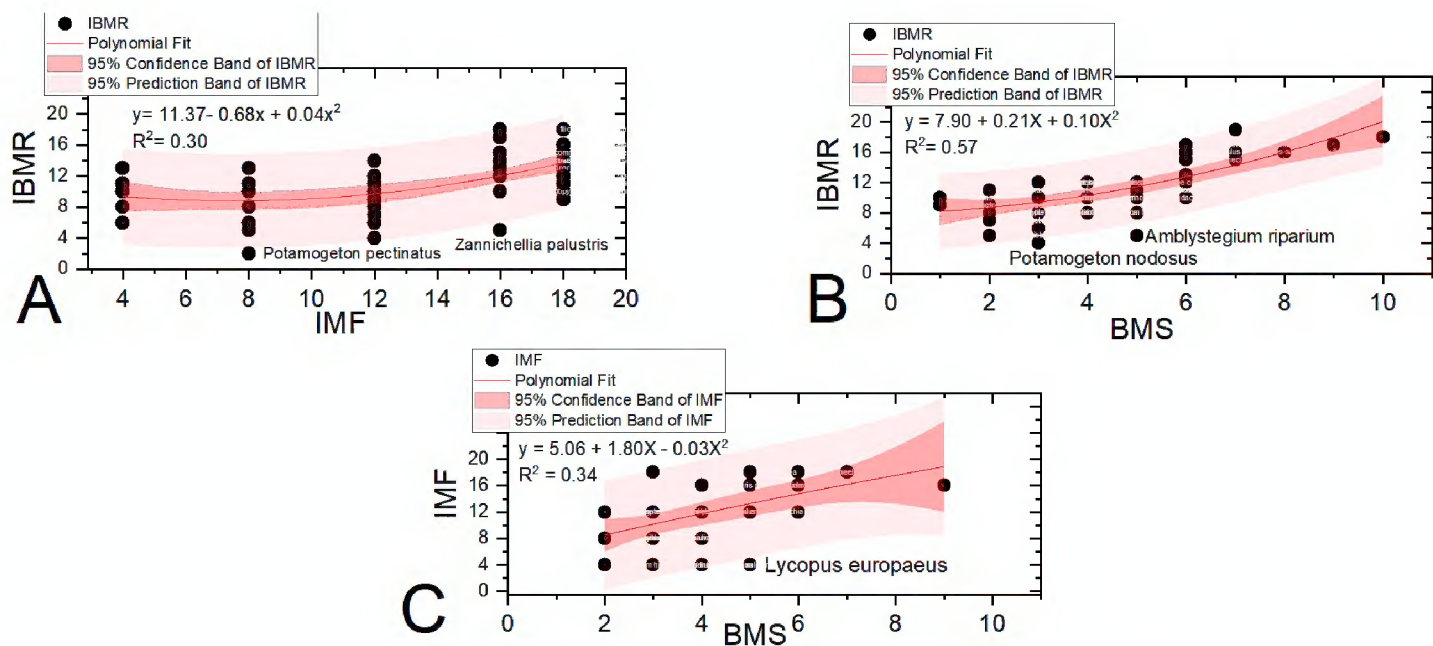 IBMR
Polynomial Fit
95% Confidence Band of IBMR
95% Prediction Band of IBMR
y= 11.37- 0.68x + 0.04x²
R²= 0.30
IBMR
20
16
12
8
4
0
Potamogeton pectinatus
Zannichellia palustris
4 6 8 10 12 14 16 18 20
IMF
A
IBMR
Polynomial Fit
95% Confidence Band of IBMR
95% Prediction Band of IBMR
y = 7.90 + 0.21X + 0.10X²
R²= 0.57
IBMR
20
16
12
8
4
0
Amblystegium riparium
Potamogeton nodosus
0 2 4 6 8 10
BMS
B
IMF
Polynomial Fit
95% Confidence Band of IMF
95% Prediction Band of IMF
y = 5.06 + 1.80X - 0.03X²
R² = 0.34
IMF
20
16
12
8
4
0
Lycopus europaeus
0 2 4 6 8 10
BMS
C